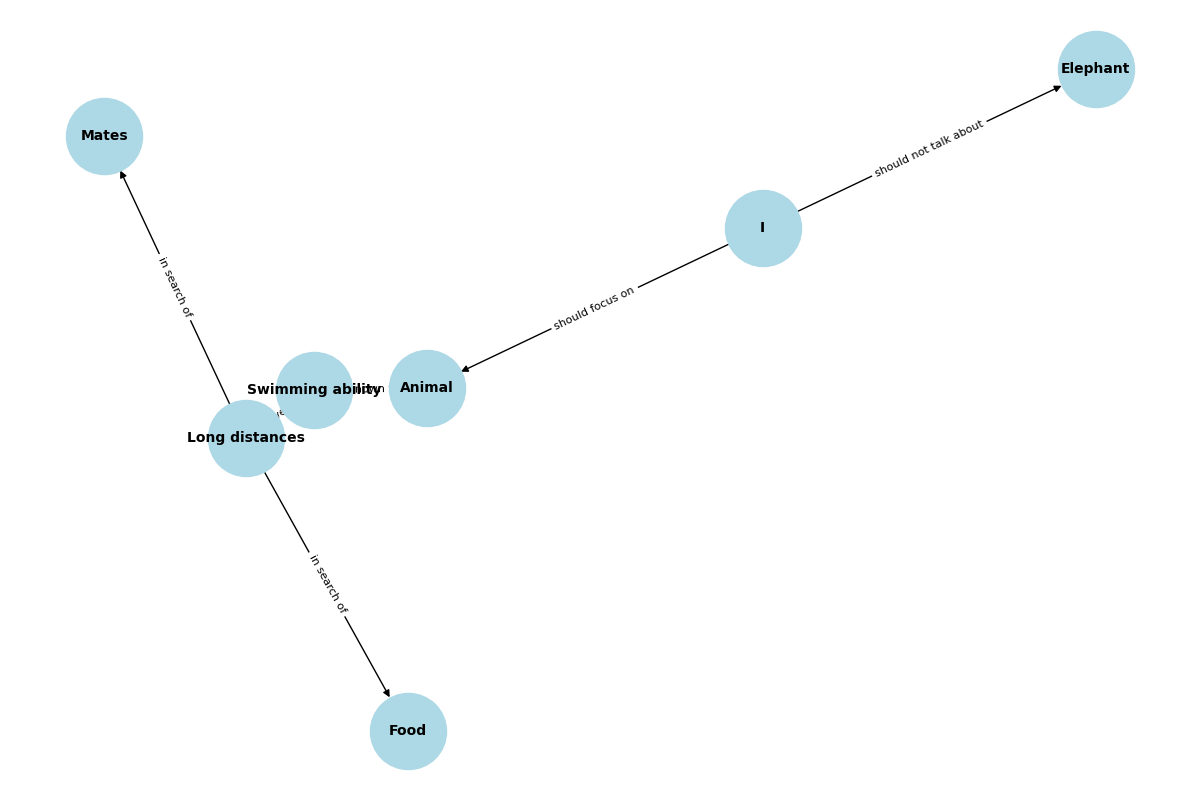 Elephant
Mates
should not talk about
I
in search of
should focus on
Swimming ability
Animal
Long distances
in search of
Food